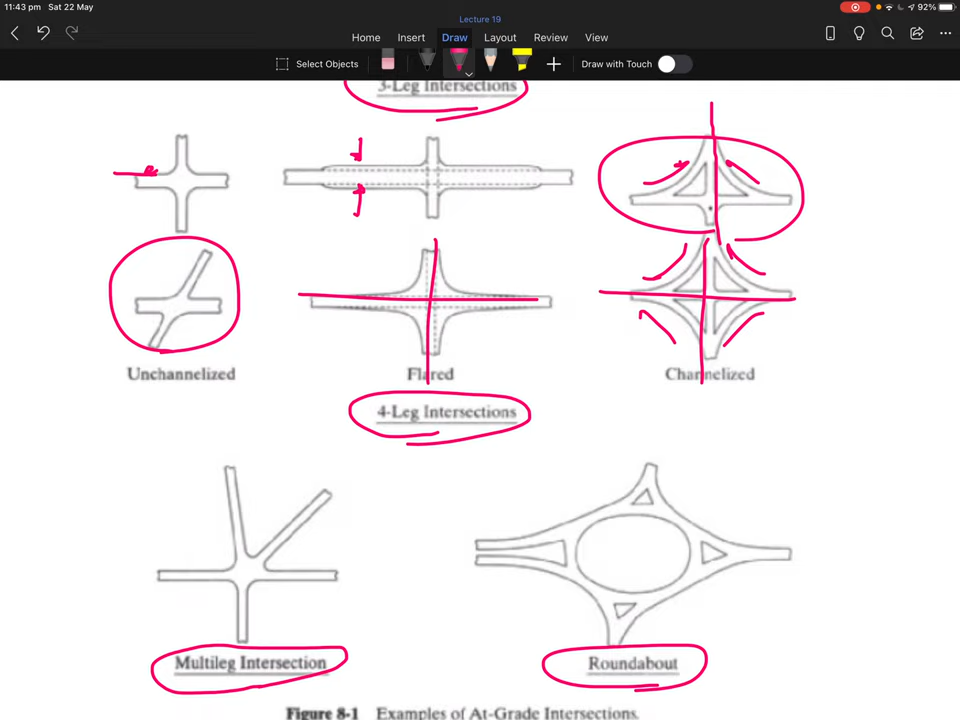 11:43 pm Sat 22 May
92%
Lecture 19
Home Insert Draw Layout Review View
Select Objects
Draw with Touch
3-Leg Intersections
Unchannelized Flared Channelized
4-Leg Intersections
Multileg Intersection Roundabout
Figure 8-1 Examples of At-Grade Intersections.